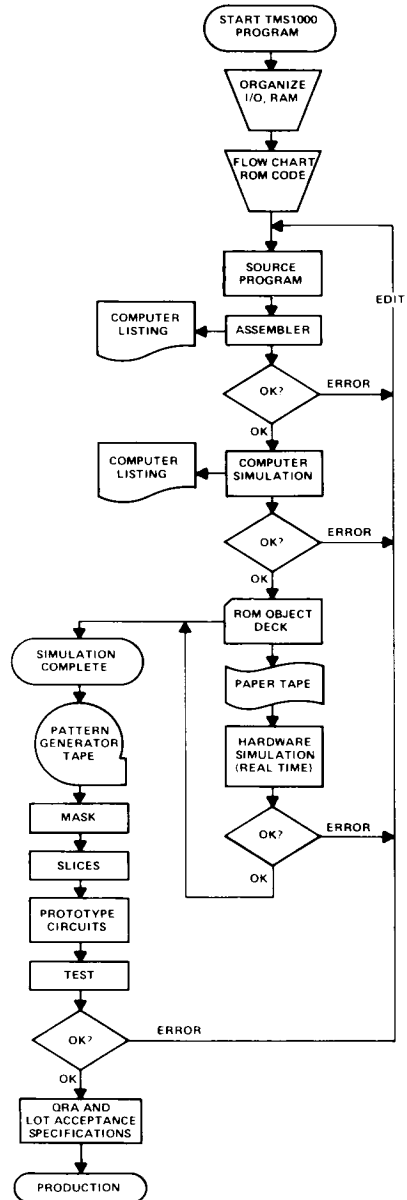 START TMS1000
PROGRAM
ORGANIZE
I/O, RAM
FLOW CHART
ROM CODE
EDIT
SOURCE
PROGRAM
COMPUTER
LISTING
ASSEMBLER
OK?
ERROR
OK
COMPUTER
LISTING
COMPUTER
SIMULATION
OK?
ERROR
OK
ROM OBJECT
DECK
SIMULATION
COMPLETE
PAPER TAPE
PATTERN
GENERATOR
TAPE
HARDWARE
SIMULATION
(REAL TIME)
MASK
OK?
ERROR
OK
SLICES
PROTOTYPE
CIRCUITS
TEST
OK?
ERROR
OK
QRA AND
LOT ACCEPTANCE
SPECIFICATIONS
PRODUCTION